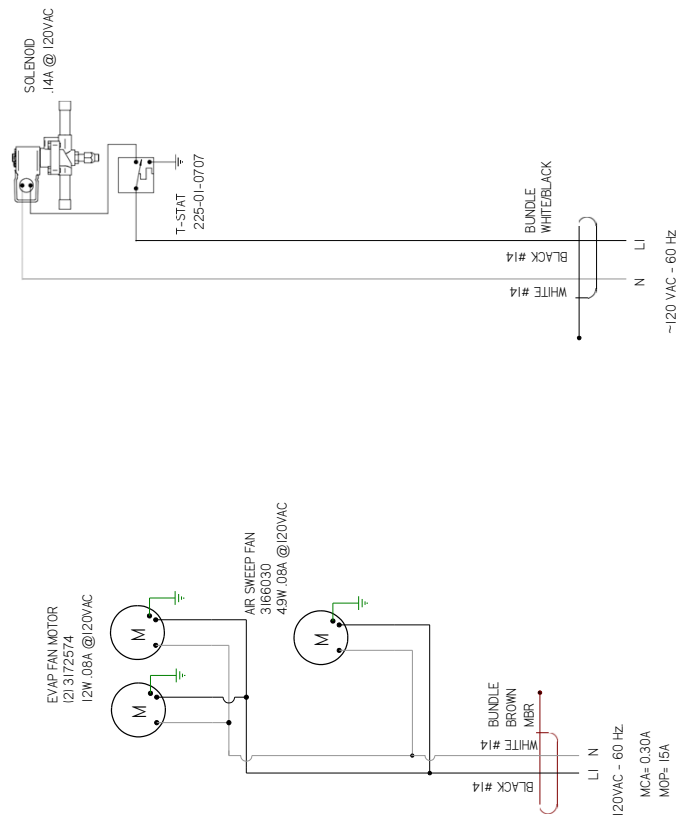 SOLENOID
.14A @ 120VAC
T-STAT
225-01-0707
BUNDLE
WHITE/BLACK
BLACK #14
WHITE #14
L1
N
~120 VAC - 60 Hz
EVAP FAN MOTOR
(2) 3172574
12W .08A @120VAC
M
M
AIR SWEEP FAN
3166030
4.9W .08A @120VAC
M
BUNDLE
BROWN
MBR
WHITE #14
BLACK #14
N
L1
120VAC - 60 Hz.
MCA= 0.30A
MOP= 15A